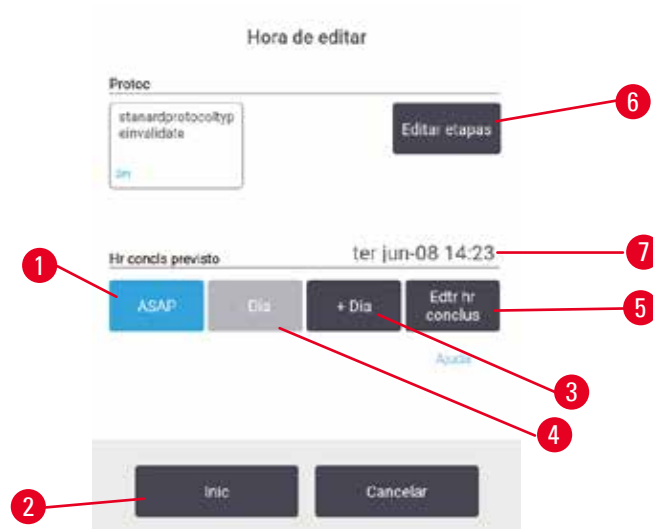 Hora de editar
Protoc
stanardprotocoltyp
einvalidate
Editar etapas
6
1
Hr concls previsto
ter jun-08 14:23
7
ASAP
Dia
+ Dia
Edtr hr
conclus
5
Ajuda
3
4
2
Inic
Cancelar